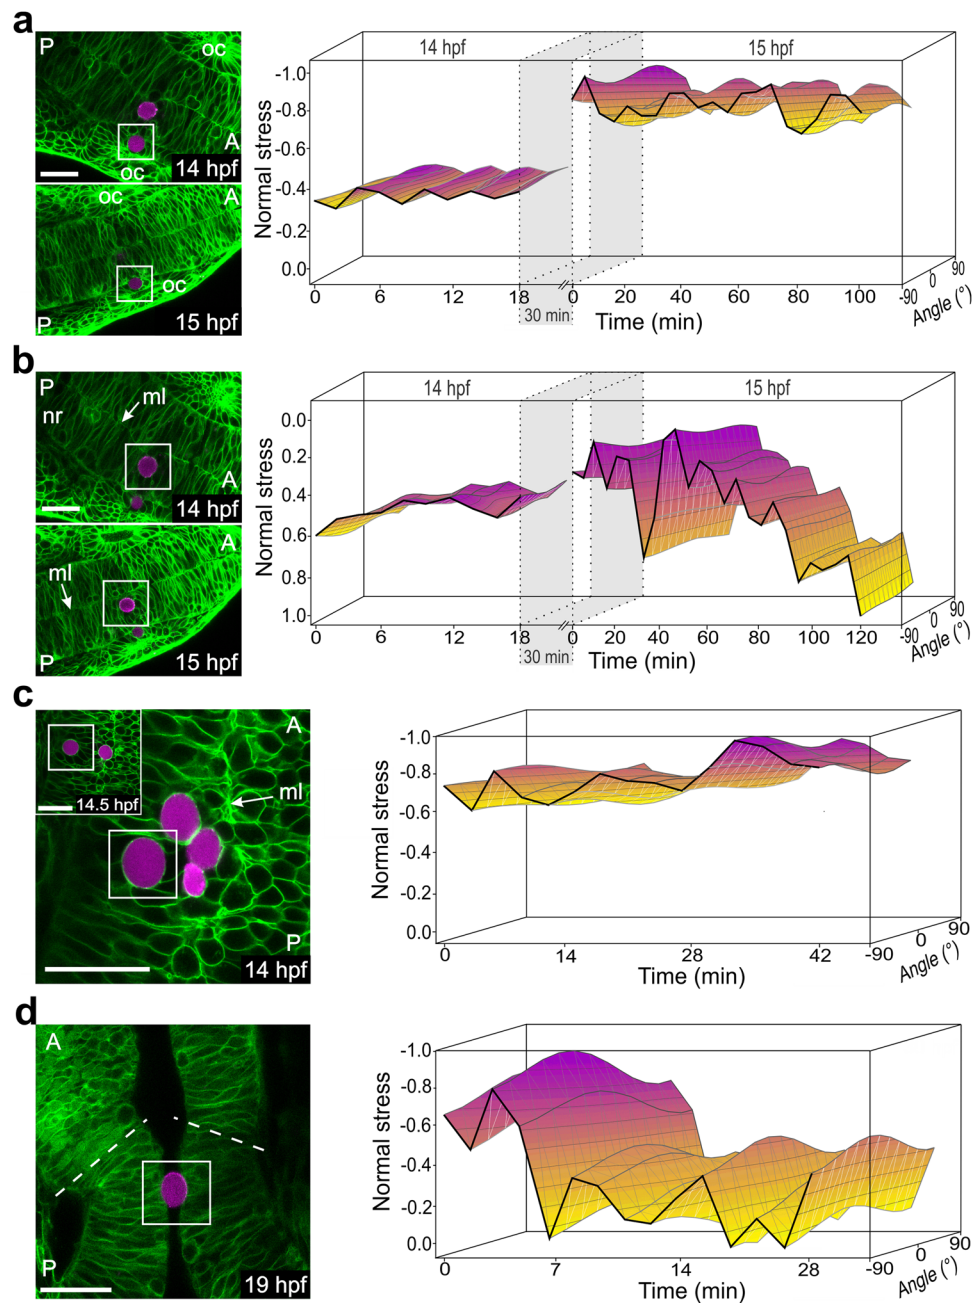 a
P
oc
A
oc
14 hpf
oc
A
oc
P
15 hpf
14 hpf
15 hpf
Normal stress
-1.0
-0.8
-0.6
-0.4
-0.2
0.0
0
6
12
18
30 min
0
20
40
60
80
100
-90
0
90
Time (min)
Angle (°)
b
P
nr
ml
A
14 hpf
A
ml
P
15 hpf
14 hpf
15 hpf
Normal stress
0.0
0.2
0.4
0.6
0.8
1.0
0
6
12
18
30 min
0
20
40
60
80
100
120
-90
0
90
Time (min)
Angle (°)
c
14.5 hpf
A
ml
P
14 hpf
Normal stress
-1.0
-0.8
-0.6
-0.4
-0.2
0.0
0
14
28
42
-90
0
90
Time (min)
Angle (°)
d
A
P
19 hpf
Normal stress
-1.0
-0.8
-0.6
-0.4
-0.2
0.0
0
7
14
28
-90
0
90
Time (min)
Angle (°)